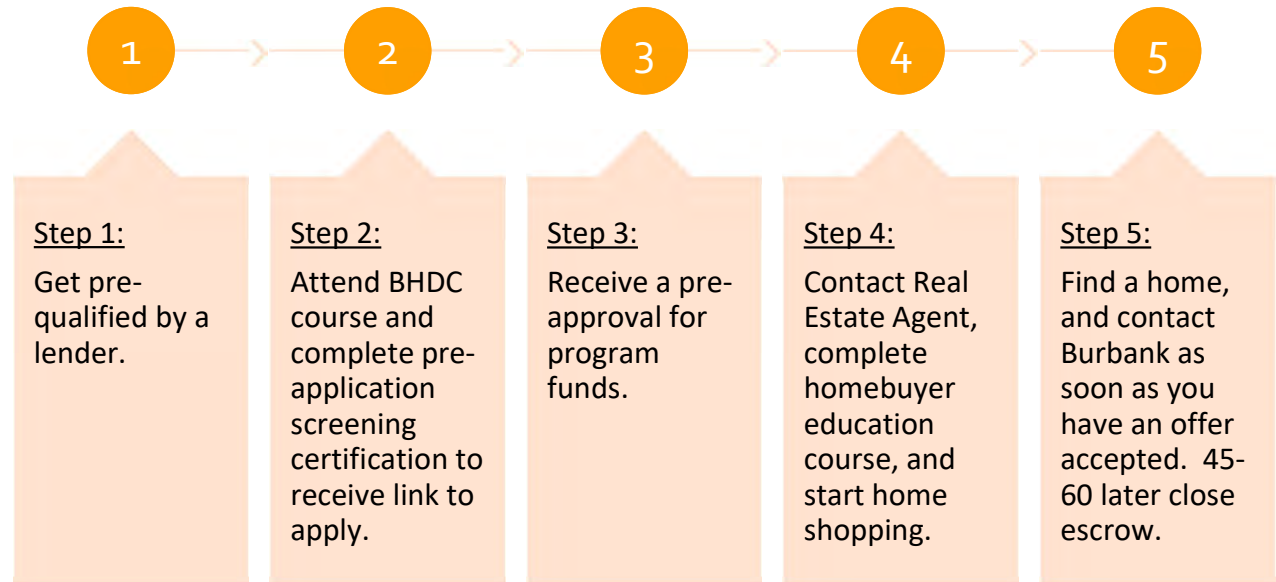 1
2
3
4
5
Step 1:
Get pre-
qualified by a
lender.
Step 2:
Attend BHDC
course and
complete pre-
application
screening
certification to
receive link to
apply.
Step 3:
Receive a pre-
approval for
program
funds.
Step 4:
Contact Real
Estate Agent,
complete
homebuyer
education
course, and
start home
shopping.
Step 5:
Find a home,
and contact
Burbank as
soon as you
have an offer
accepted.  45-
60 later close
escrow.